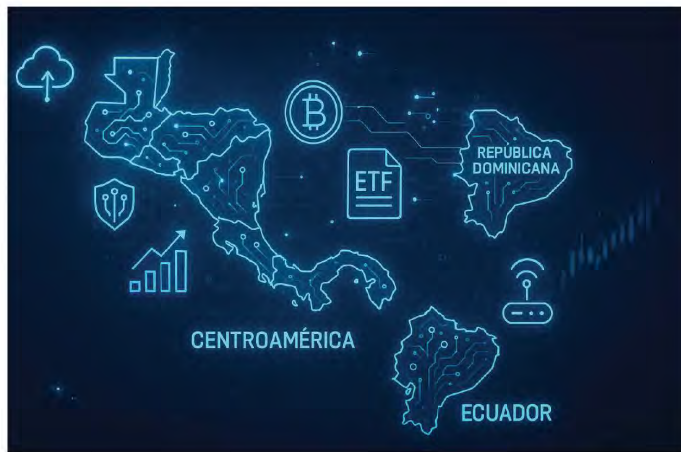 REPÚBLICA
DOMINICANA
ETF
CENTROAMÉRICA
ECUADOR